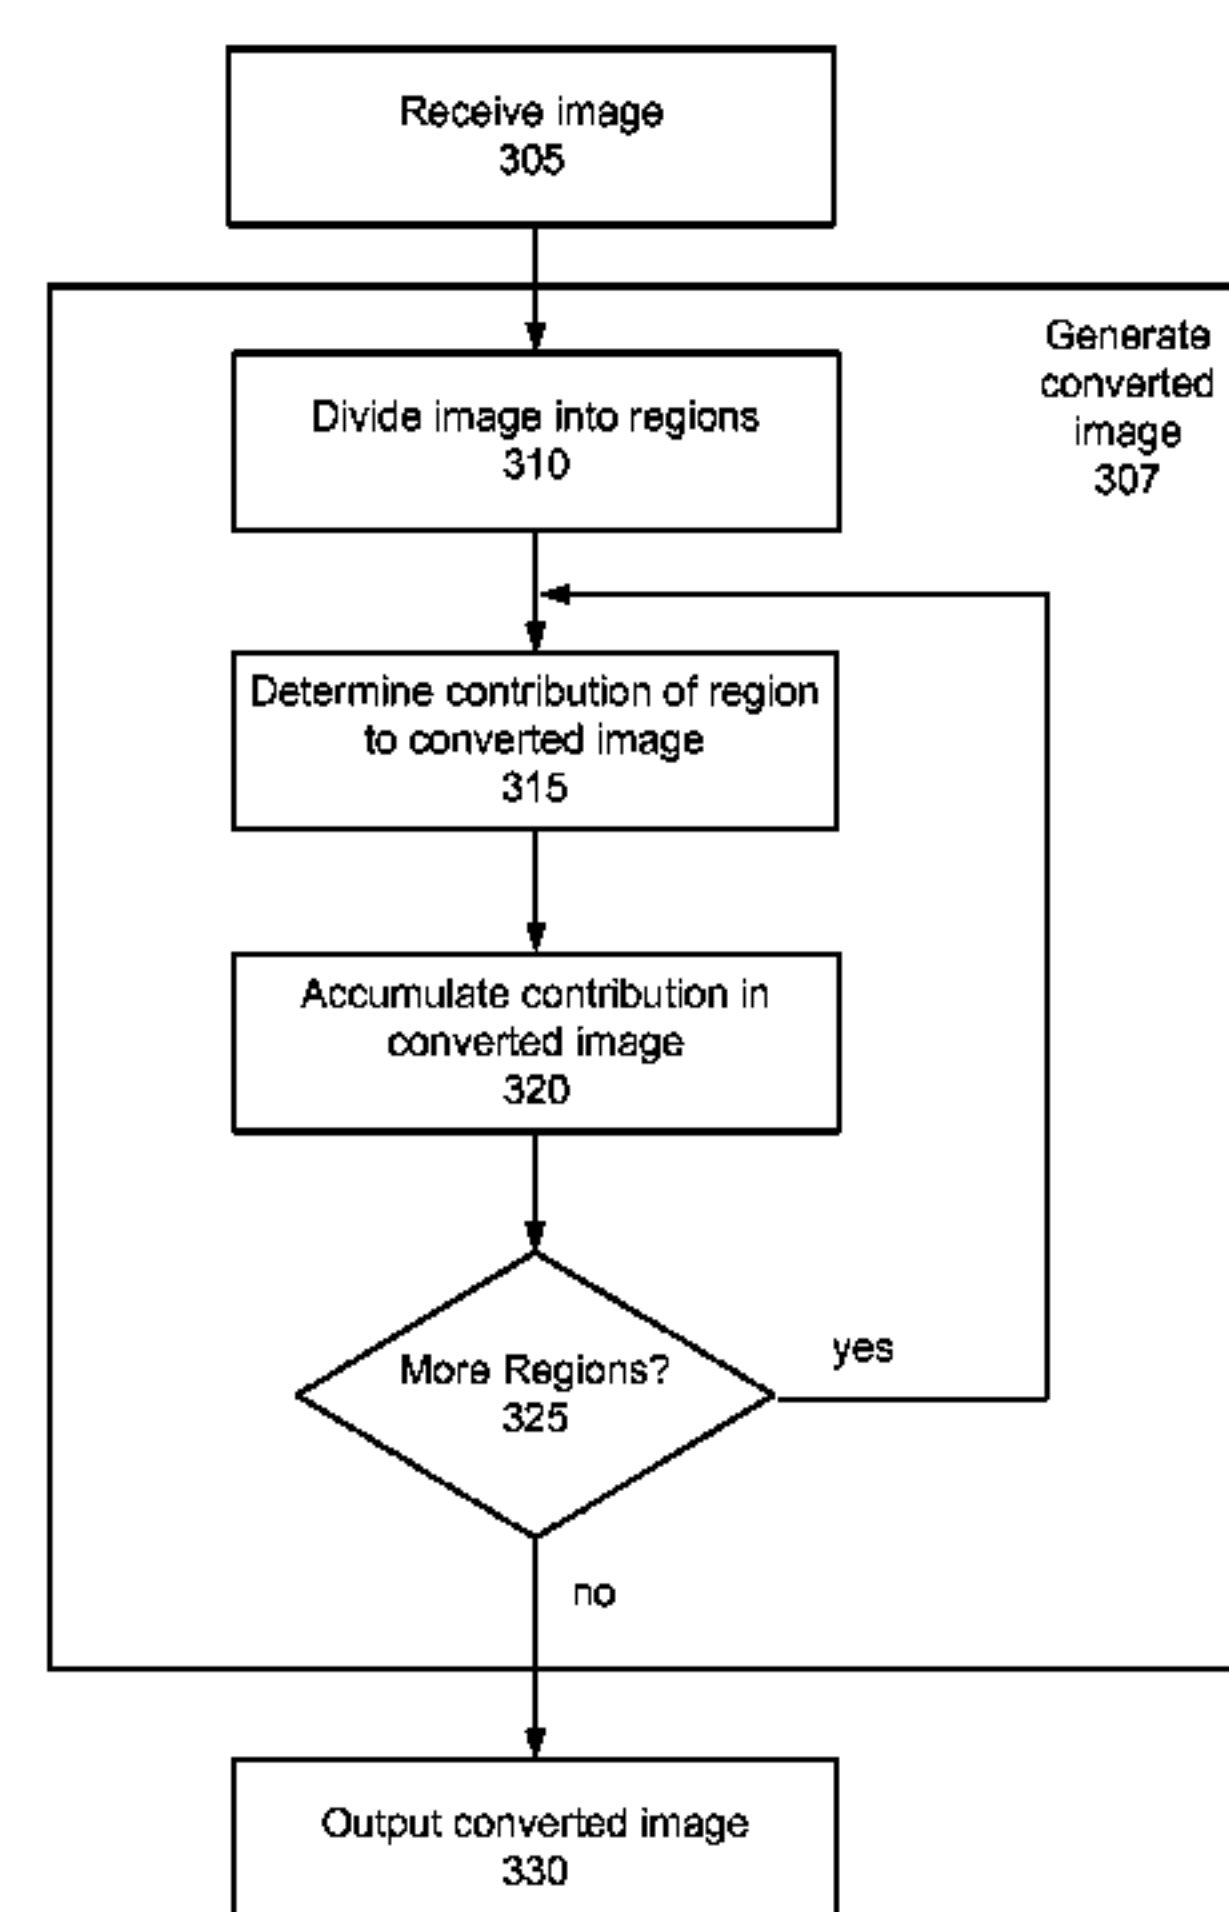 Receive image
305
Generate
converted
image
307
Divide image into regions
310
Determine contribution of region
to converted image
315
Accumulate contribution in
converted image
320
More Regions?
325
yes
no
Output converted image
330